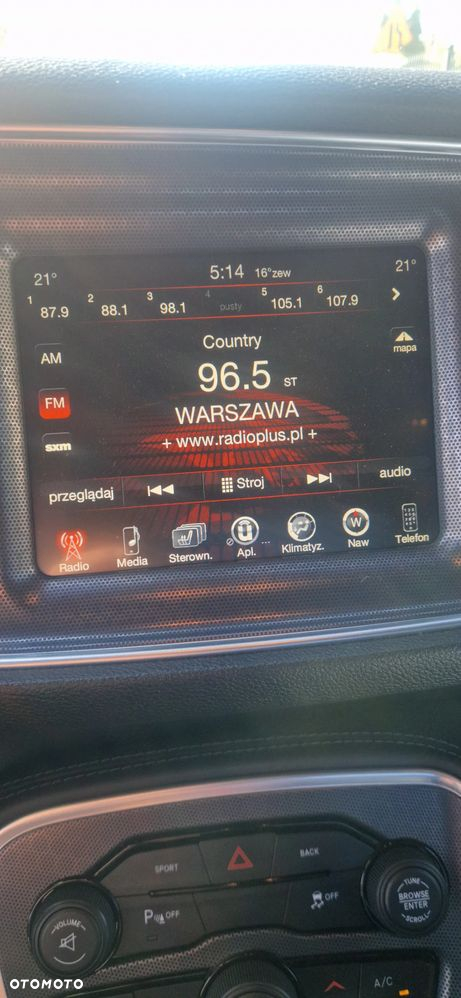 21° 5:14 16°zew 21°
1 87.9 2 88.1 3 98.1 4 pusty 5 105.1 6 107.9
AM Country mapa
FM 96.5 ST
WARSZAWA
sxm + www.radioplus.pl +
przeglądaj Stroj audio
Radio Media Sterown. Apl. ... Klimatyz. W Naw Telefon
SPORT BACK
P OFF OFF
VOLUME
TUNE
BROWSE
ENTER
SCROLL
A/C
OTOMOTO